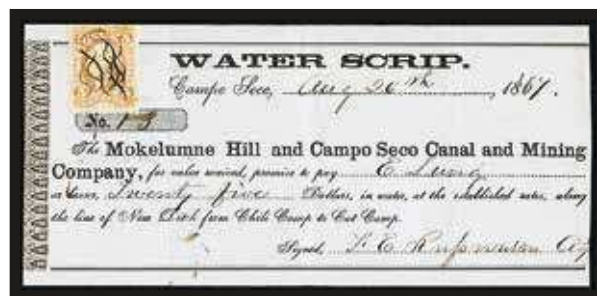 WATER SCRIP.
Campo Seco, Aug 26th 1867.
No. 13
The Mokelumne Hill and Campo Seco Canal and Mining
Company, for value received, promise to pay E. Lung
or bearer, Twenty five Dollars, in water, at the established rates, along
the line of New Ditch from Chile Camp to Cat Camp.
Signed,